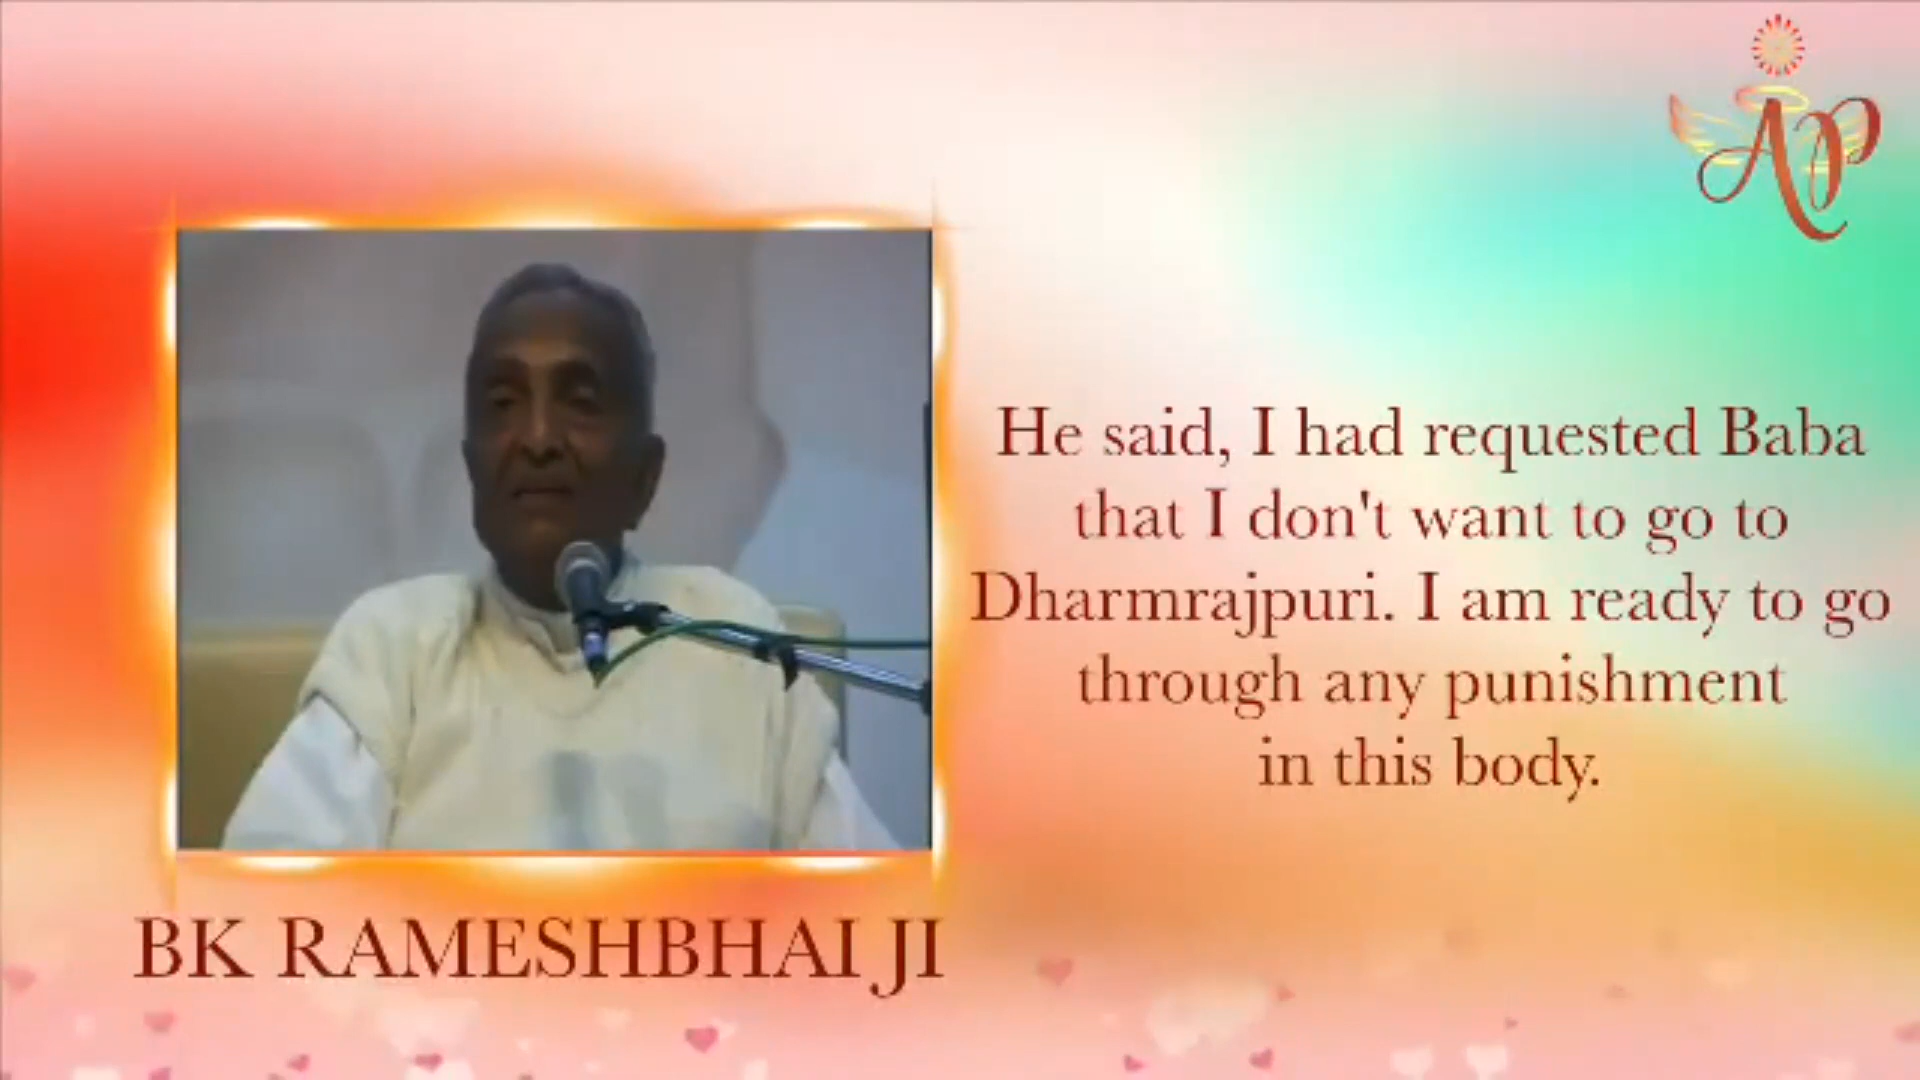 AP
He said, I had requested Baba
that I don't want to go to
Dharmrajpuri. I am ready to go
through any punishment
in this body.
BK RAMESHBHAI JI